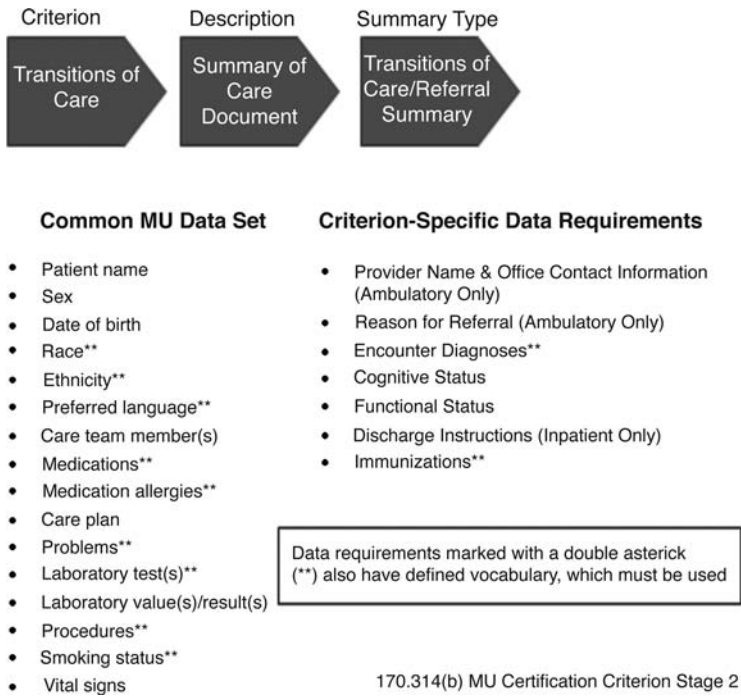 Criterion
Description
Summary Type
Transitions of
Care
Summary of
Care
Document
Transitions of
Care/Referral
Summary
Common MU Data Set
• Patient name
• Sex
• Date of birth
• Race**
• Ethnicity**
• Preferred language**
• Care team member(s)
• Medications**
• Medication allergies**
• Care plan
• Problems**
• Laboratory test(s)**
• Laboratory value(s)/result(s)
• Procedures**
• Smoking status**
• Vital signs
Criterion-Specific Data Requirements
• Provider Name & Office Contact Information
(Ambulatory Only)
• Reason for Referral (Ambulatory Only)
• Encounter Diagnoses**
• Cognitive Status
• Functional Status
• Discharge Instructions (Inpatient Only)
• Immunizations**
Data requirements marked with a double asterick
(**) also have defined vocabulary, which must be used
170.314(b) MU Certification Criterion Stage 2